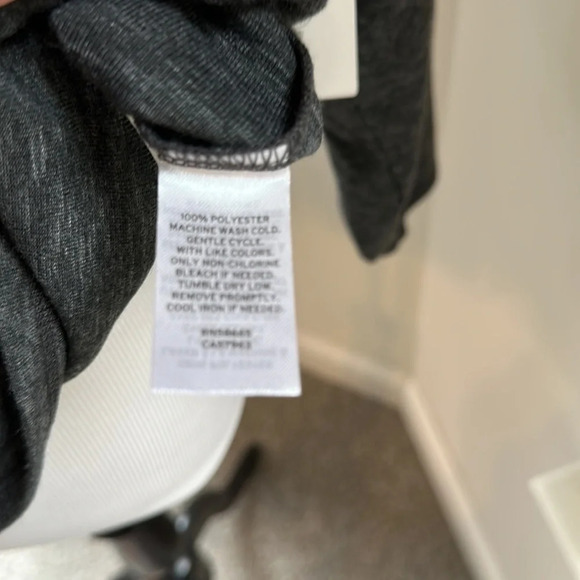 100% POLYESTER
MACHINE WASH COLD.
GENTLE CYCLE.
WITH LIKE COLORS.
ONLY NON-CHLORINE
BLEACH IF NEEDED.
TUMBLE DRY LOW.
REMOVE PROMPTLY.
COOL IRON IF NEEDED.